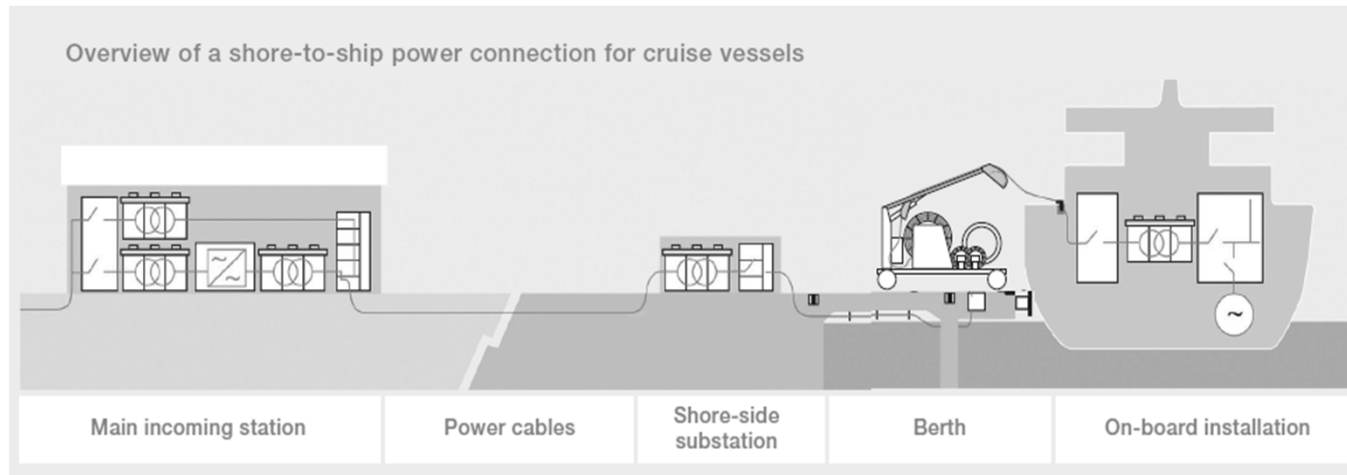 Overview of a shore-to-ship power connection for cruise vessels
Main incoming station
Power cables
Shore-side
substation
Berth
On-board installation